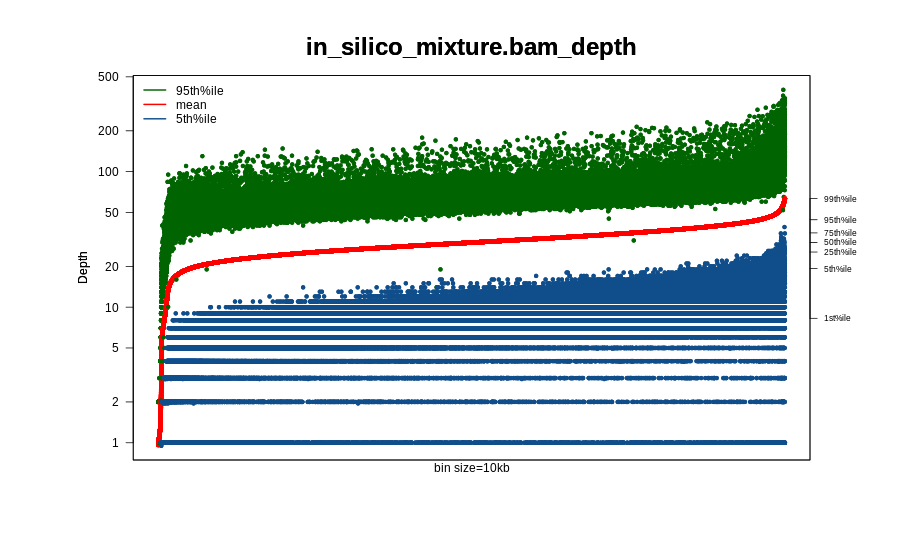 in_silico_mixture.bam_depth
95th%ile
mean
5th%ile
500
200
100
50
20
10
5
2
1
Depth
99th%ile
95th%ile
75th%ile
50th%ile
25th%ile
5th%ile
1st%ile
bin size=10kb